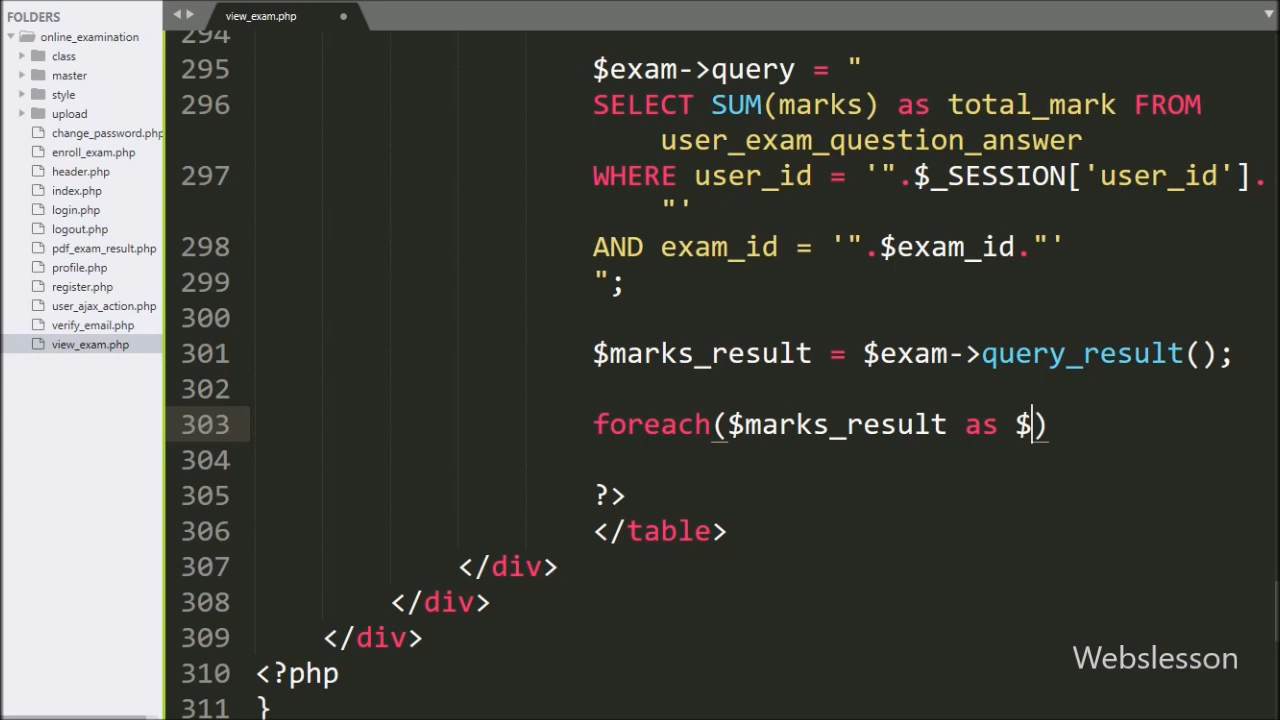 FOLDERS
online_examination
class
master
style
upload
change_password.php
enroll_exam.php
header.php
index.php
login.php
logout.php
pdf_exam_result.php
profile.php
register.php
user_ajax_action.php
verify_email.php
view_exam.php
view_exam.php
294
295 $exam->query = "
296 SELECT SUM(marks) as total_mark FROM
user_exam_question_answer
297 WHERE user_id = '".$_SESSION['user_id'].
"'
298 AND exam_id = '".$exam_id."'
299 ";
300
301 $marks_result = $exam->query_result();
302
303 foreach($marks_result as $)
304
305 ?>
306 </table>
307 </div>
308 </div>
309 </div>
310 <?php
311 }
Webslesson